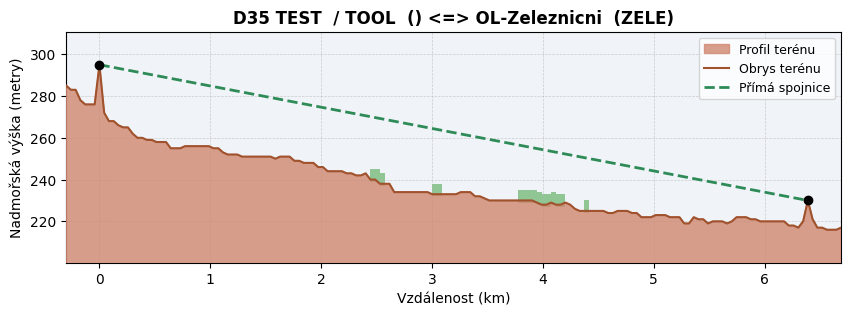 D35 TEST / TOOL () <=> OL-Zeleznicni (ZELE)
Profil terénu
Obrys terénu
Přímá spojnice
Nadmořská výška (metry)
300
280
260
240
220
0 1 2 3 4 5 6
Vzdálenost (km)